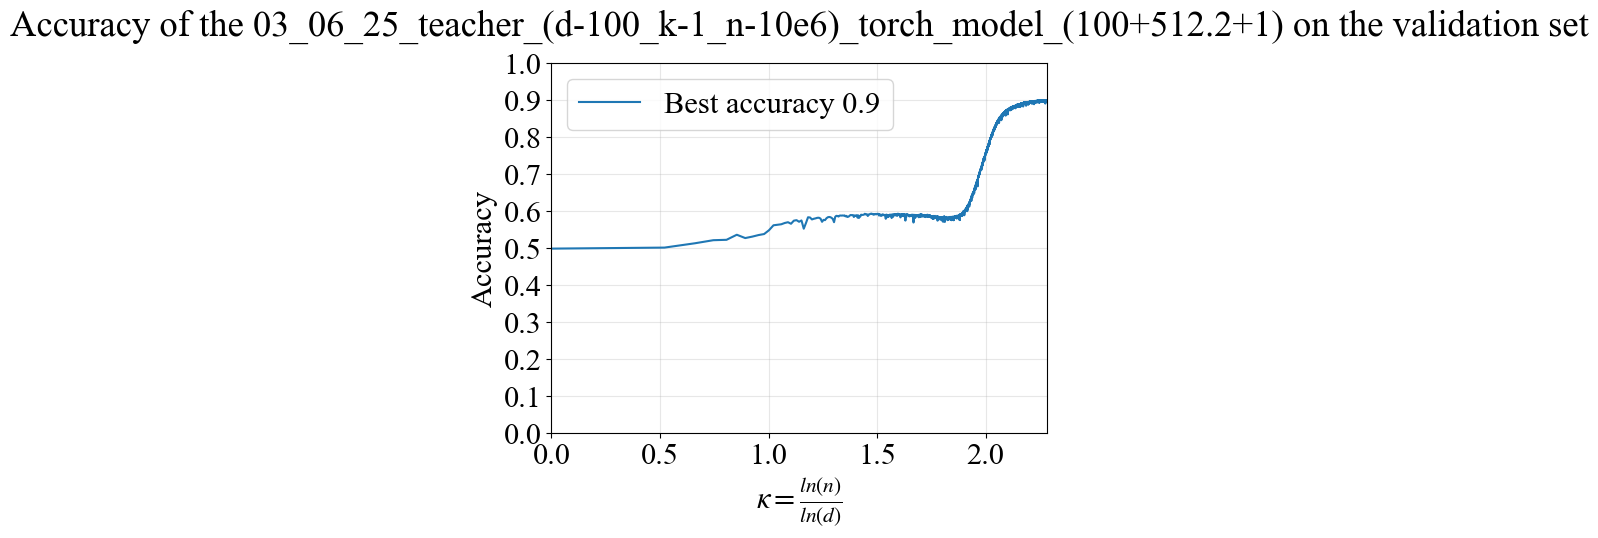 Accuracy of the 03_06_25_teacher_(d-100_k-1_n-10e6)_torch_model_(100+512.2+1) on the validation set
1.0
0.9
0.8
0.7
0.6
0.5
0.4
0.3
0.2
0.1
0.0
Accuracy
Best accuracy 0.9
0.0 0.5 1.0 1.5 2.0
κ = ln(n) / ln(d)